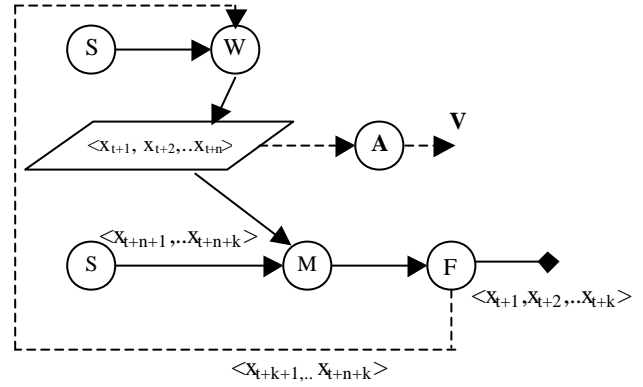 S W
V
<x_{t+1}, x_{t+2},..x_{t+n}> A
<x_{t+n+1},..x_{t+n+k}>
S M F
<x_{t+1},x_{t+2},..x_{t+k}>
<x_{t+k+1},.. x_{t+n+k}>